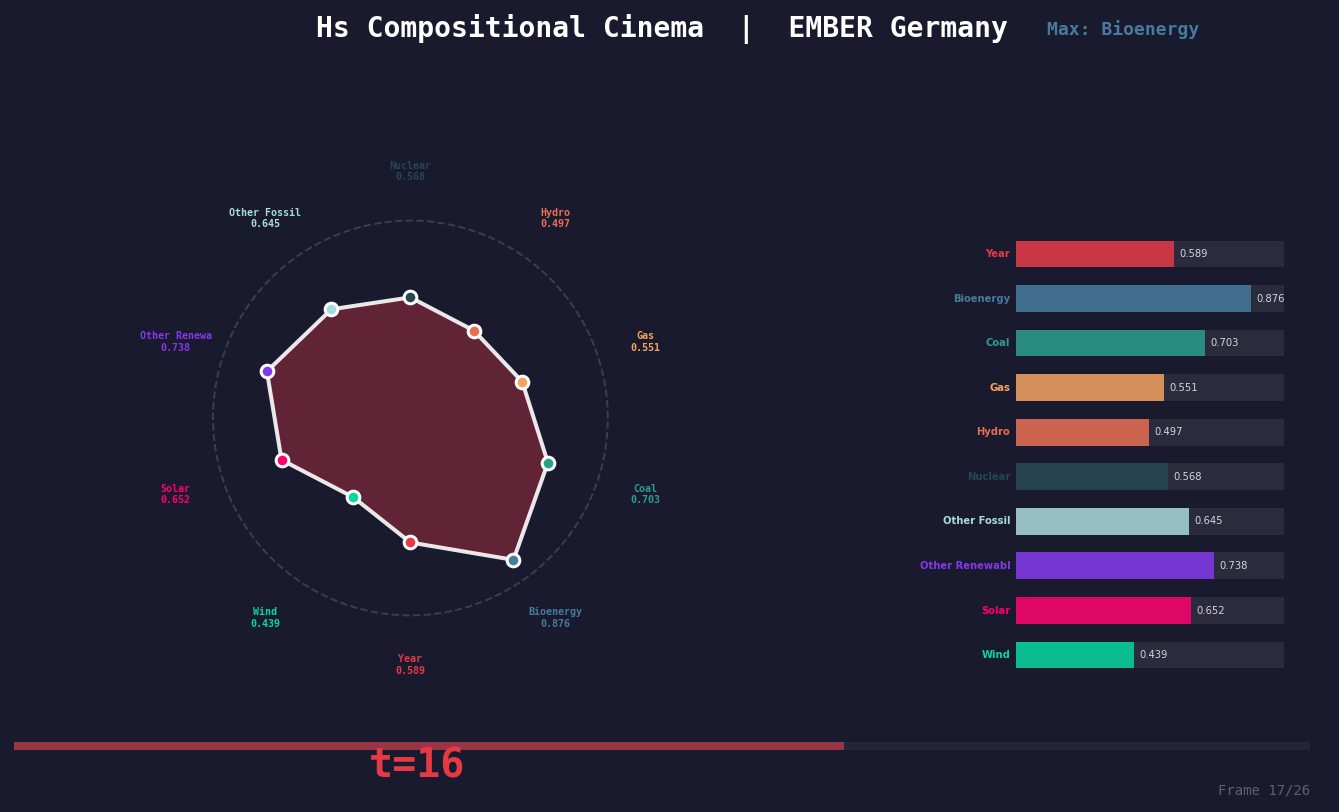 Hs Compositional Cinema | EMBER Germany
Max: Bioenergy
Nuclear
0.568
Other Fossil
0.645
Hydro
0.497
Other Renewa
0.738
Gas
0.551
Solar
0.652
Coal
0.703
Wind
0.439
Bioenergy
0.876
Year
0.589
Year 0.589
Bioenergy 0.876
Coal 0.703
Gas 0.551
Hydro 0.497
Nuclear 0.568
Other Fossil 0.645
Other Renewabl 0.738
Solar 0.652
Wind 0.439
t=16
Frame 17/26